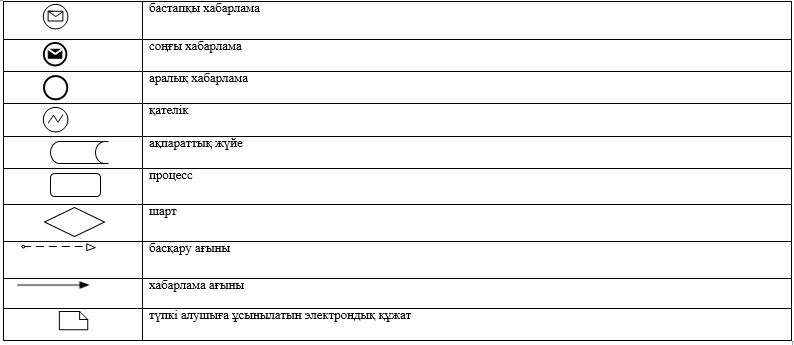 бастапқы хабарлама
соңғы хабарлама
аралық хабарлама
қателік
ақпараттық жүйе
процесс
шарт
басқару ағыны
хабарлама ағыны
түпкі алушыға ұсынылатын электрондық құжат